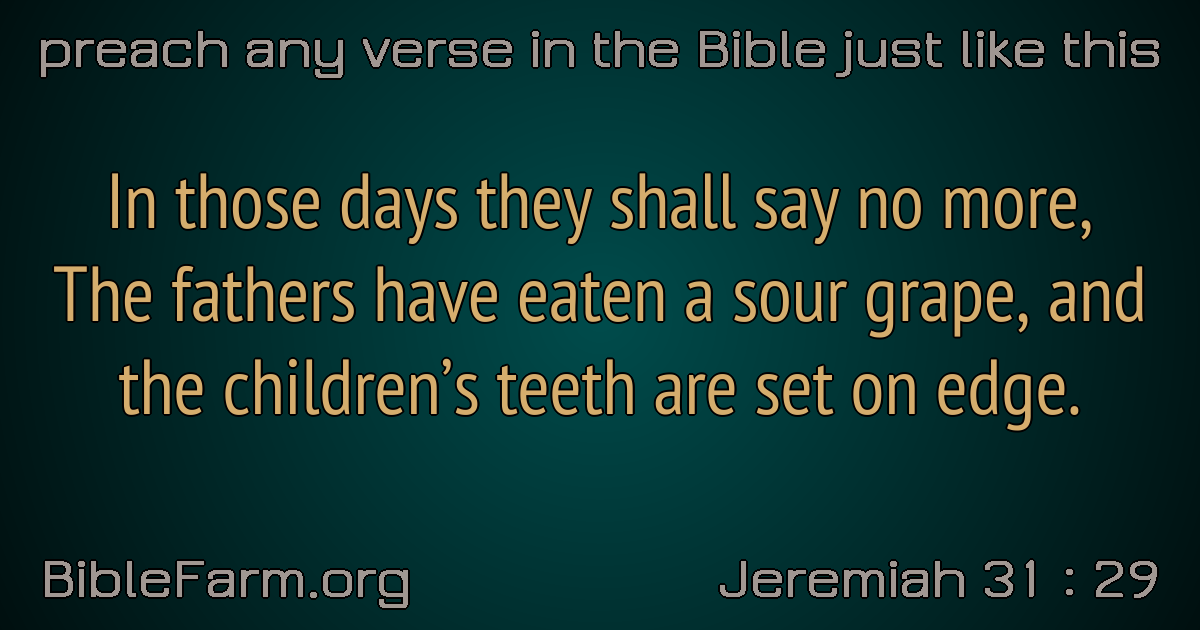 preach any verse in the Bible just like this
In those days they shall say no more,
The fathers have eaten a sour grape, and
the children’s teeth are set on edge.
BibleFarm.org
Jeremiah 31 : 29